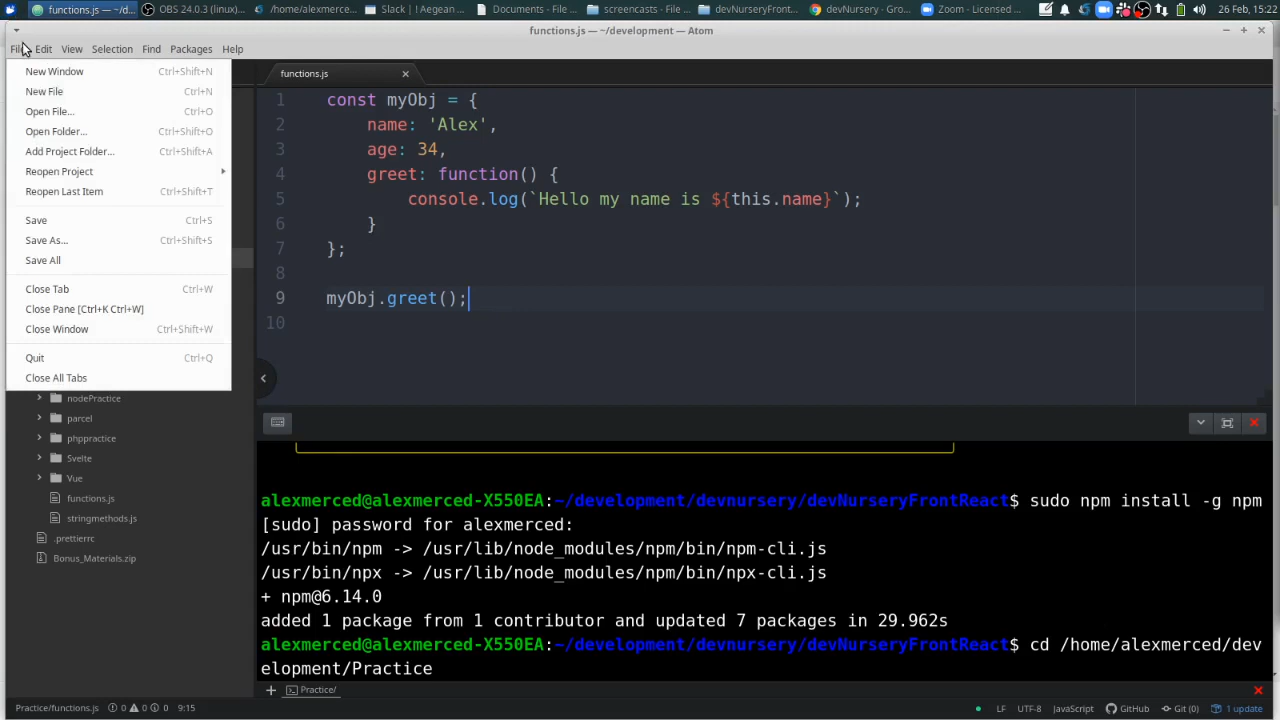 functions.js — ~/d...
OBS 24.0.3 (linux)...
/home/alexmerce...
Slack | ! Aegean ...
Documents - File ...
screencasts - File ...
devNurseryFront...
devNursery - Gro...
Zoom - Licensed ...
26 Feb, 15:22
functions.js — ~/development — Atom
File Edit View Selection Find Packages Help
New Window Ctrl+Shift+N
New File Ctrl+N
Open File... Ctrl+O
Open Folder... Ctrl+Shift+O
Add Project Folder... Ctrl+Shift+A
Reopen Project
Reopen Last Item Ctrl+Shift+T
Save Ctrl+S
Save As... Ctrl+Shift+S
Save All
Close Tab Ctrl+W
Close Pane [Ctrl+K Ctrl+W]
Close Window Ctrl+Shift+W
Quit Ctrl+Q
Close All Tabs
nodePractice
parcel
phppractice
Svelte
Vue
functions.js
stringmethods.js
.prettierrc
Bonus_Materials.zip
functions.js
1 const myObj = {
2 name: 'Alex',
3 age: 34,
4 greet: function() {
5 console.log(`Hello my name is ${this.name}`);
6 }
7 };
8
9 myObj.greet();
10
alexmerced@alexmerced-X550EA:~/development/devnursery/devNurseryFrontReact$ sudo npm install -g npm
[sudo] password for alexmerced:
/usr/bin/npm -> /usr/lib/node_modules/npm/bin/npm-cli.js
/usr/bin/npx -> /usr/lib/node_modules/npm/bin/npx-cli.js
+ npm@6.14.0
added 1 package from 1 contributor and updated 7 packages in 29.962s
alexmerced@alexmerced-X550EA:~/development/devnursery/devNurseryFrontReact$ cd /home/alexmerced/dev
elopment/Practice
Practice/
Practice/functions.js 0 0 0 9:15
LF UTF-8 JavaScript GitHub Git (0) 1 update